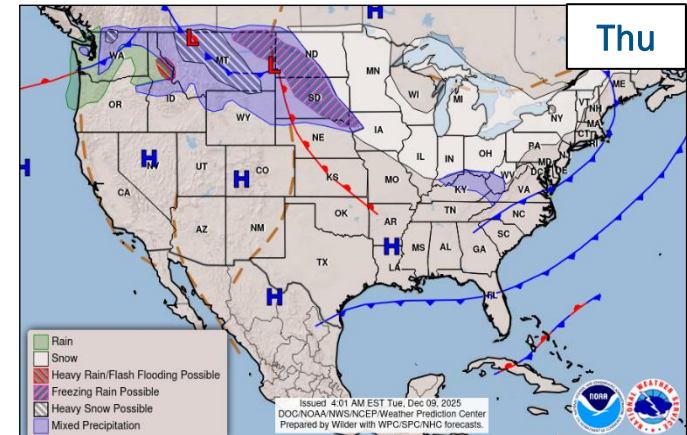 Thu
H
L
WA
MT
ND
L
MN
ME
OR
ID
SD
WI
MI
VT
NH
NY
MA
CT
RI
WY
IA
NE
PA
NJ
H
H
NV
UT
H
CO
IL
IN
OH
MD
DE
DC
WV
VA
KS
MO
KY
CA
NC
TN
OK
AR
AZ
NM
SC
H
MS
AL
GA
TX
LA
H
FL
Rain
Snow
Heavy Rain/Flash Flooding Possible
Freezing Rain Possible
Heavy Snow Possible
Mixed Precipitation
Issued 4:01 AM EST Tue, Dec 09, 2025
DOC/NOAA/NWS/NCEP/Weather Prediction Center
Prepared by Wilder with WPC/SPC/NHC forecasts.
NOAA
NATIONAL WEATHER SERVICE